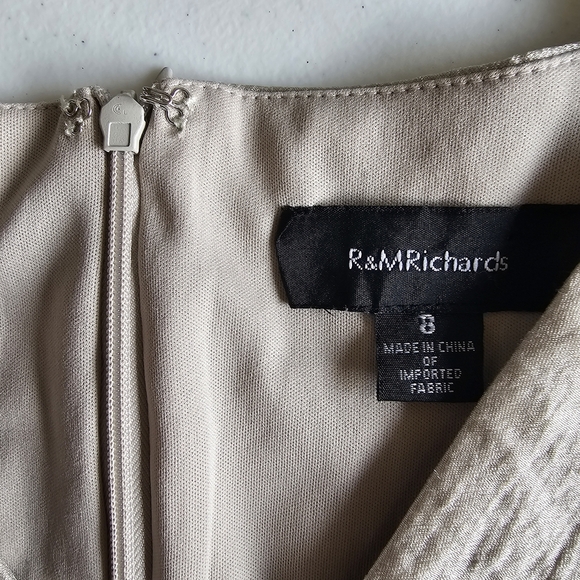 R&MRichards
8
MADE IN CHINA
OF
IMPORTED
FABRIC